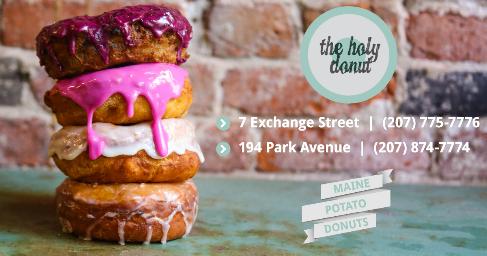 the holy
donut
7 Exchange Street | (207) 775-7776
194 Park Avenue | (207) 874-7774
MAINE
POTATO
DONUTS